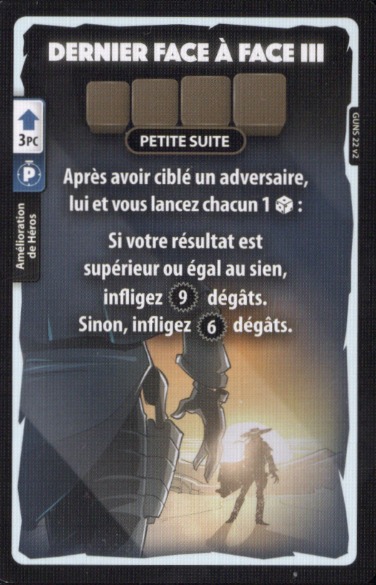 DERNIER FACE À FACE III
PETITE SUITE
3PC
P
Amélioration
de Héros
GUNS 22 v2
Après avoir ciblé un adversaire,
lui et vous lancez chacun 1 :
Si votre résultat est
supérieur ou égal au sien,
infligez 9 dégâts.
Sinon, infligez 6 dégâts.